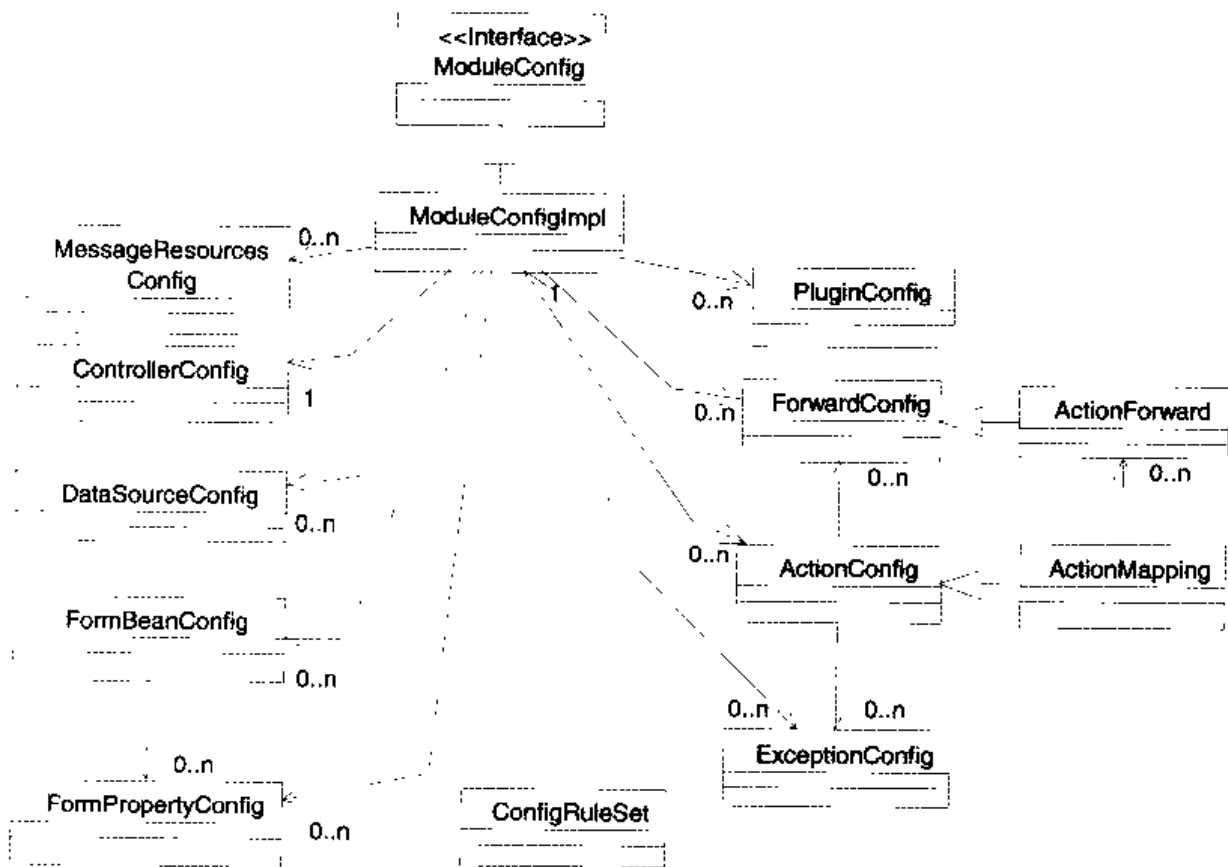 <<Interface>>
ModuleConfig
ModuleConfigImpl
0..n
MessageResources
Config
1
0..n
PluginConfig
ControllerConfig
1
0..n
ForwardConfig
ActionForward
0..n
0..n
DataSourceConfig
0..n
0..n
ActionConfig
ActionMapping
FormBeanConfig
0..n
0..n
0..n
ExceptionConfig
0..n
FormPropertyConfig
0..n
ConfigRuleSet